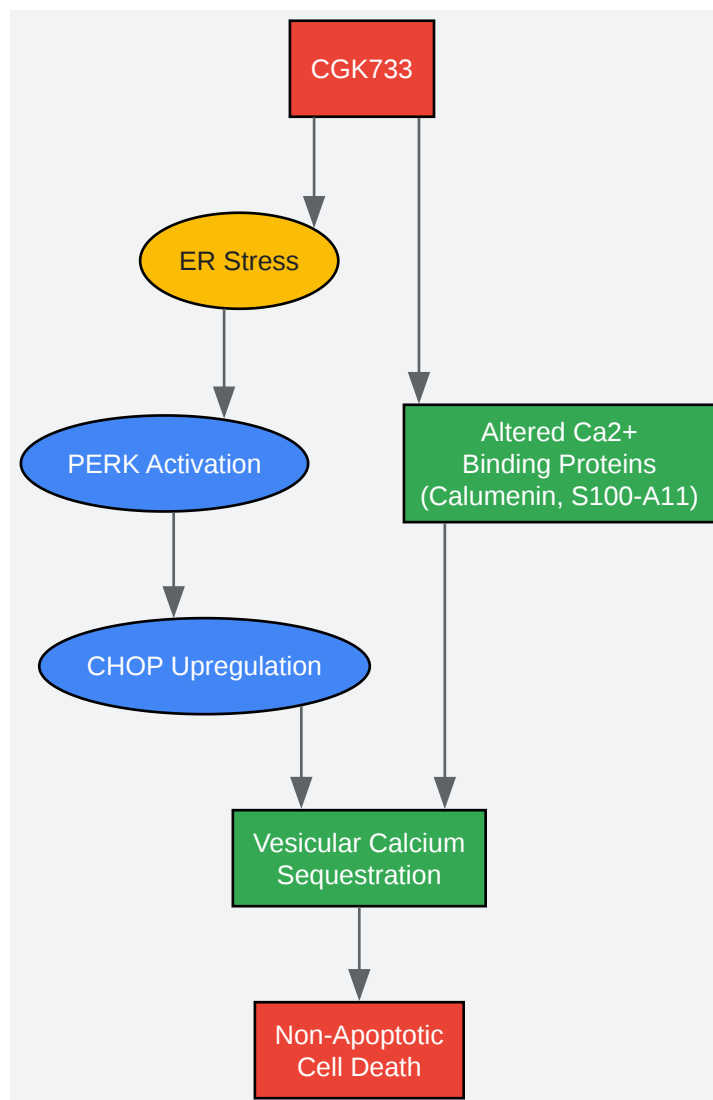 CGK733
ER Stress
Altered Ca2+
Binding Proteins
(Calumenin, S100-A11)
PERK Activation
CHOP Upregulation
Vesicular Calcium
Sequestration
Non-Apoptotic
Cell Death